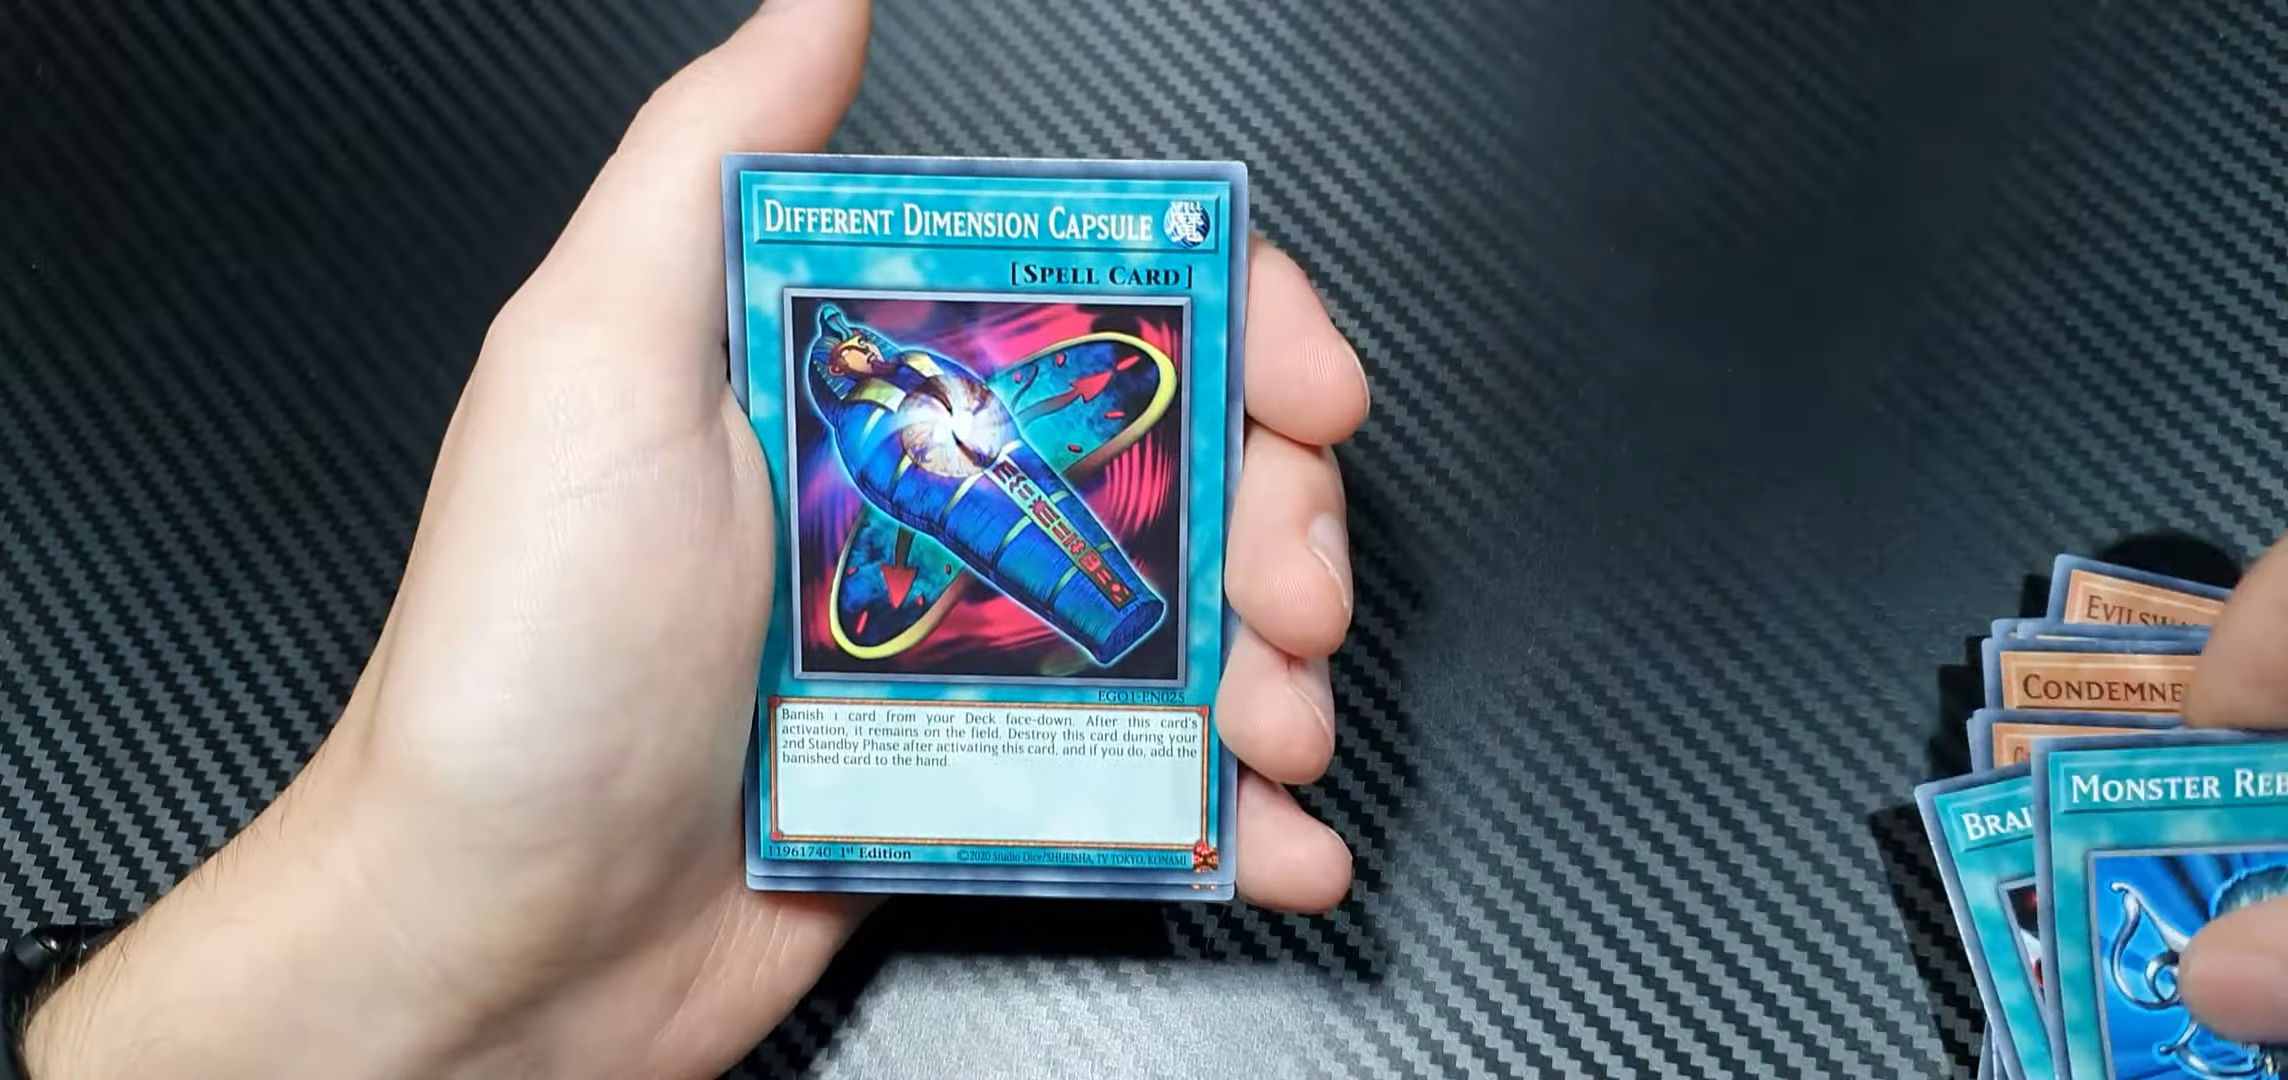 DIFFERENT DIMENSION CAPSULE
SPELL
[SPELL CARD]
EGO1-EN025
Banish 1 card from your Deck face-down. After this card's
activation, it remains on the field. Destroy this card during your
2nd Standby Phase after activating this card, and if you do, add the
banished card to the hand.
11961740 1st Edition
©2020 Studio Dice/SHUEISHA, TV TOKYO, KONAMI
EVILSWA
CONDEMNE
MONSTER REB
BRAI